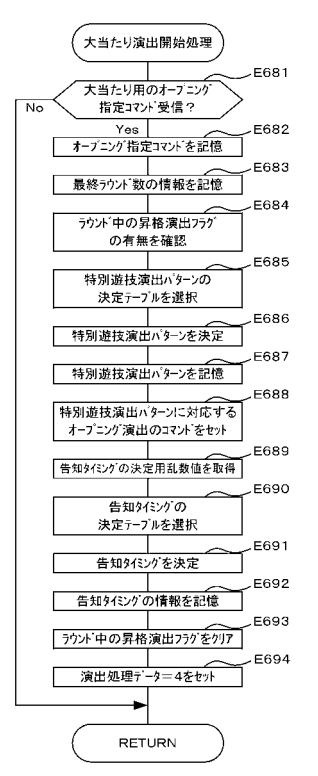 大当たり演出開始処理
E681
大当たり用のオープニング
指定コマンド受信？
No
Yes
E682
オープニング指定コマンドを記憶
E683
最終ラウンド数の情報を記憶
E684
ラウンド中の昇格演出フラグ
の有無を確認
E685
特別遊技演出パターンの
決定テーブルを選択
E686
特別遊技演出パターンを決定
E687
特別遊技演出パターンを記憶
E688
特別遊技演出パターンに対応する
オープニング演出のコマンドをセット
E689
告知タイミングの決定用乱数値を取得
E690
告知タイミングの
決定テーブルを選択
E691
告知タイミングを決定
E692
告知タイミングの情報を記憶
E693
ラウンド中の昇格演出フラグをクリア
E694
演出処理データ＝4をセット
RETURN